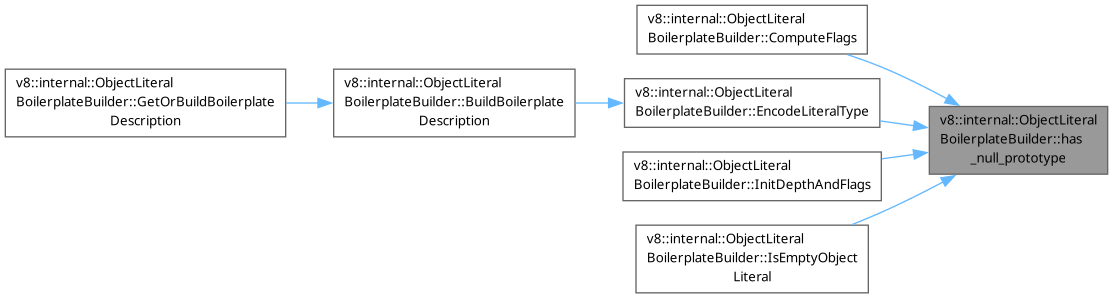 v8::internal::ObjectLiteral
BoilerplateBuilder::ComputeFlags
v8::internal::ObjectLiteral
BoilerplateBuilder::GetOrBuildBoilerplate
Description
v8::internal::ObjectLiteral
BoilerplateBuilder::BuildBoilerplate
Description
v8::internal::ObjectLiteral
BoilerplateBuilder::EncodeLiteralType
v8::internal::ObjectLiteral
BoilerplateBuilder::has
_null_prototype
v8::internal::ObjectLiteral
BoilerplateBuilder::InitDepthAndFlags
v8::internal::ObjectLiteral
BoilerplateBuilder::IsEmptyObject
Literal